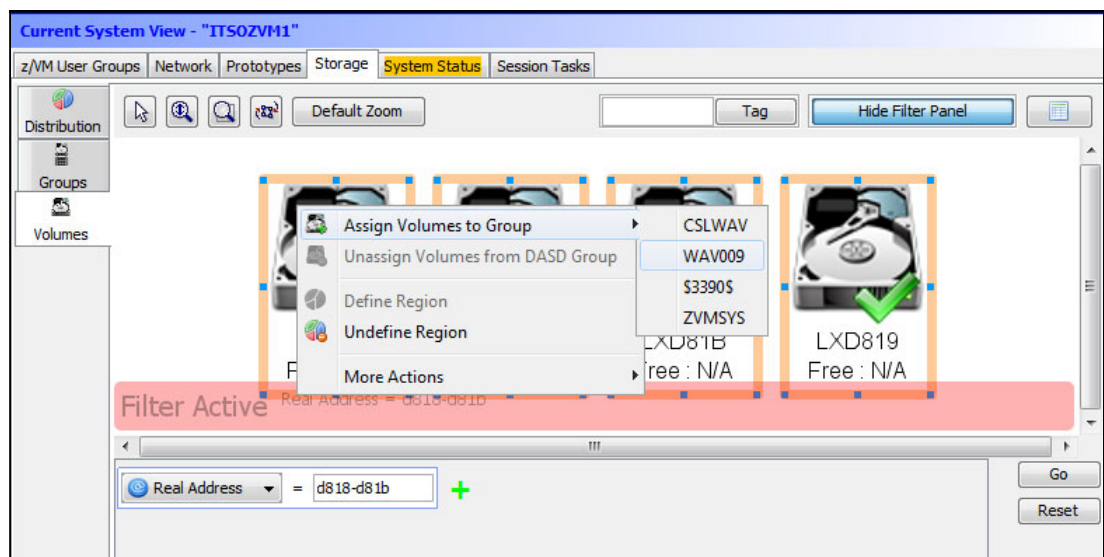 Current System View - "ITSOZVM1"
z/VM User Groups Network Prototypes Storage System Status Session Tasks
Distribution
Groups
Volumes
Default Zoom
Tag
Hide Filter Panel
Assign Volumes to Group
Unassign Volumes from DASD Group
Define Region
Undefine Region
More Actions
CSLWAV
WAV009
$3390$
ZVMSYS
LXD81B
Free : N/A
LXD819
Free : N/A
Filter Active
Real Address = d818-d81b
Real Address = d818-d81b
Go
Reset